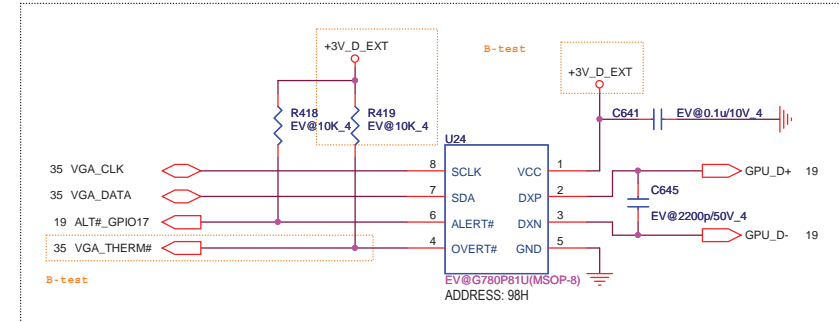 +3V_D_EXT
B-test
+3V_D_EXT
R418
EV@10K_4
R419
EV@10K_4
C641
EV@0.1u/10V_4
U24
35 VGA_CLK
8
SCLK
VCC
1
GPU_D+ 19
35 VGA_DATA
7
SDA
DXP
2
C645
19 ALT#_GPIO17
6
ALERT#
DXN
3
EV@2200p/50V_4
35 VGA_THERM#
4
OVERT#
GND
5
GPU_D- 19
B-test
EV@G780P81U(MSOP-8)
ADDRESS: 98H